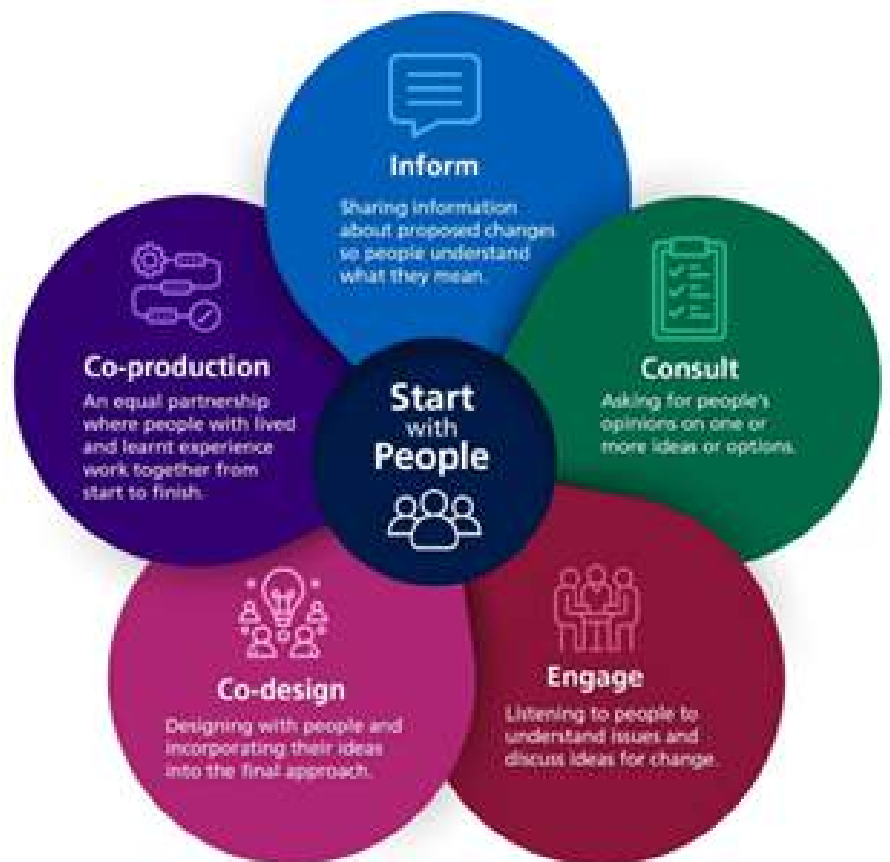 Inform
Sharing information
about proposed changes
so people understand
what they mean.
Consult
Asking for people's
opinions on one or
more ideas or options.
Engage
Listening to people to
understand issues and
discuss ideas for change.
Co-design
Designing with people and
incorporating their ideas
into the final approach.
Co-production
An equal partnership
where people with lived
and learnt experience
work together from
start to finish.
Start
with
People